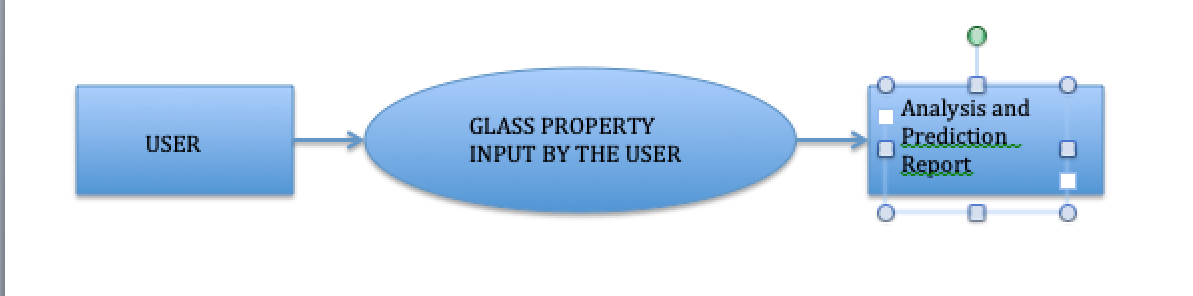 USER
GLASS PROPERTY
INPUT BY THE USER
Analysis and
Prediction
Report